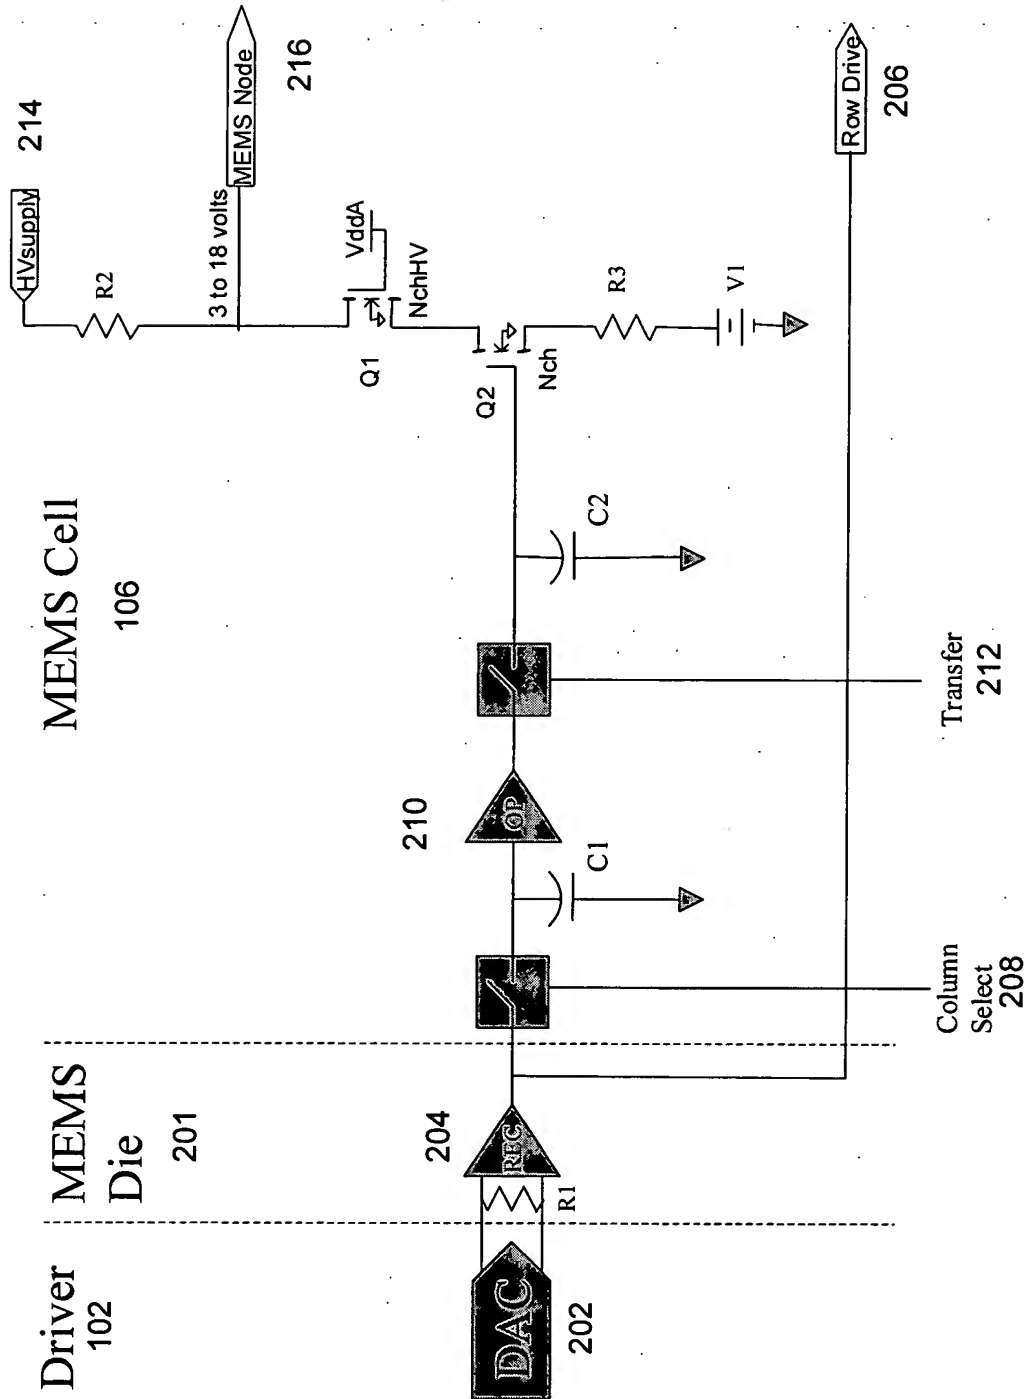 Driver
102
MEMS
Die
201
MEMS Cell
106
HVsupply
214
R2
3 to 18 volts
MEMS Node
216
VddA
Q1
NchHV
Q2
Nch
R3
V1
DAC
202
R1
REC
204
210
OP
C1
C2
Column
Select
208
Transfer
212
Row Drive
206